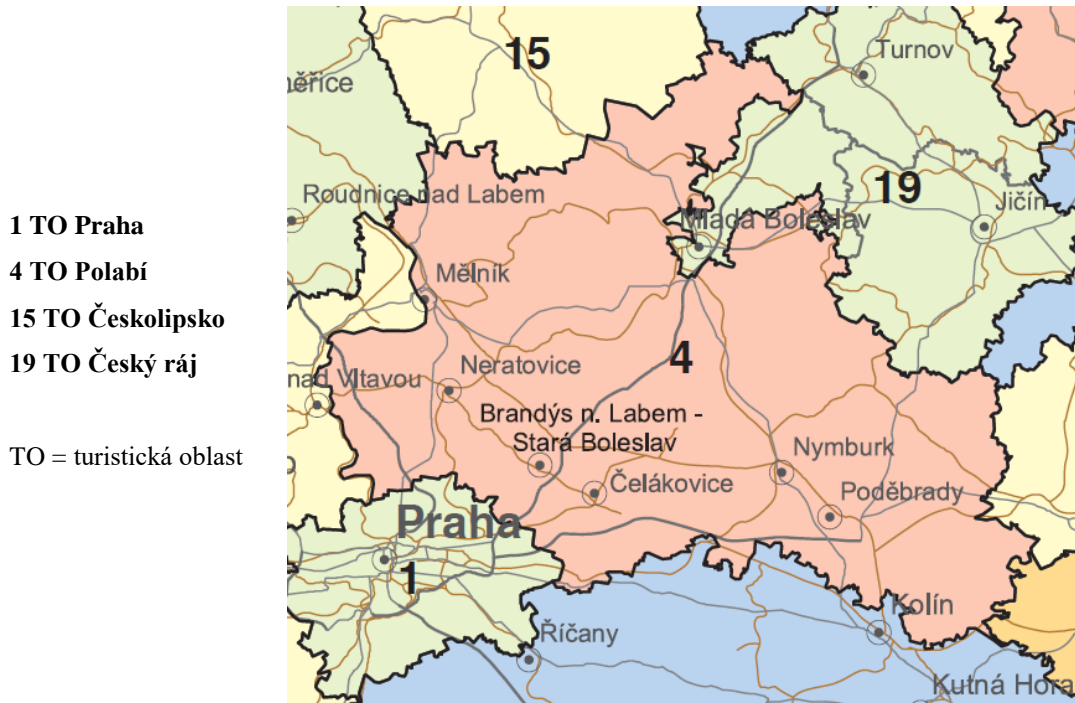 1 TO Praha
4 TO Polabí
15 TO Českolipsko
19 TO Český ráj
TO = turistická oblast
15
Turnov
měřice
19
Roudnice nad Labem
Jičín
Mladá Boleslav
Mělník
4
Neratovice
nad Vltavou
Brandýs n. Labem -
Stará Boleslav
Nymburk
Čelákovice
Poděbrady
Praha
1
Kolín
Říčany
Kutná Hora